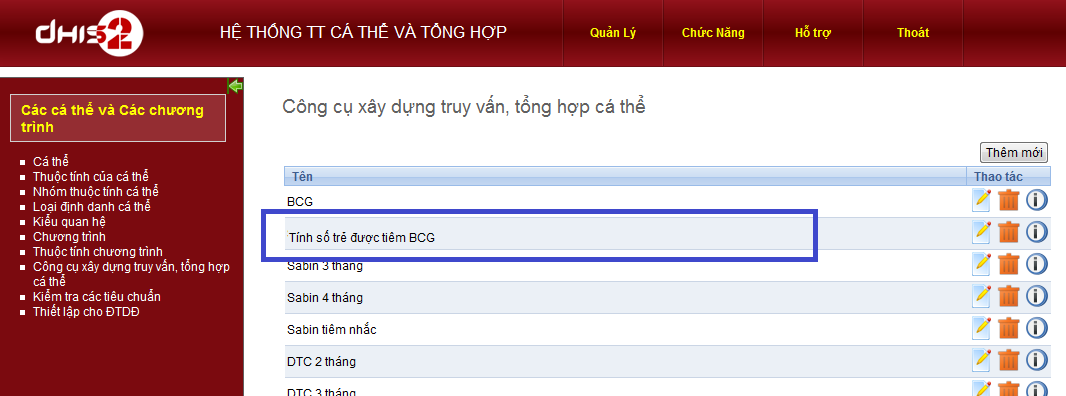 dHIS2
HỆ THỐNG TT CÁ THỂ VÀ TỔNG HỢP
Quản Lý
Chức Năng
Hỗ trợ
Thoát
Các cá thể và Các chương
trình
Cá thể
Thuộc tính của cá thể
Nhóm thuộc tính cá thể
Loại định danh cá thể
Kiểu quan hệ
Chương trình
Thuộc tính chương trình
Công cụ xây dựng truy vấn, tổng hợp
cá thể
Kiểm tra các tiêu chuẩn
Thiết lập cho ĐTDĐ
Công cụ xây dựng truy vấn, tổng hợp cá thể
Thêm mới
Tên
Thao tác
BCG
Tính số trẻ được tiêm BCG
Sabin 3 tháng
Sabin 4 tháng
Sabin tiêm nhắc
DTC 2 tháng
DTC 3 tháng